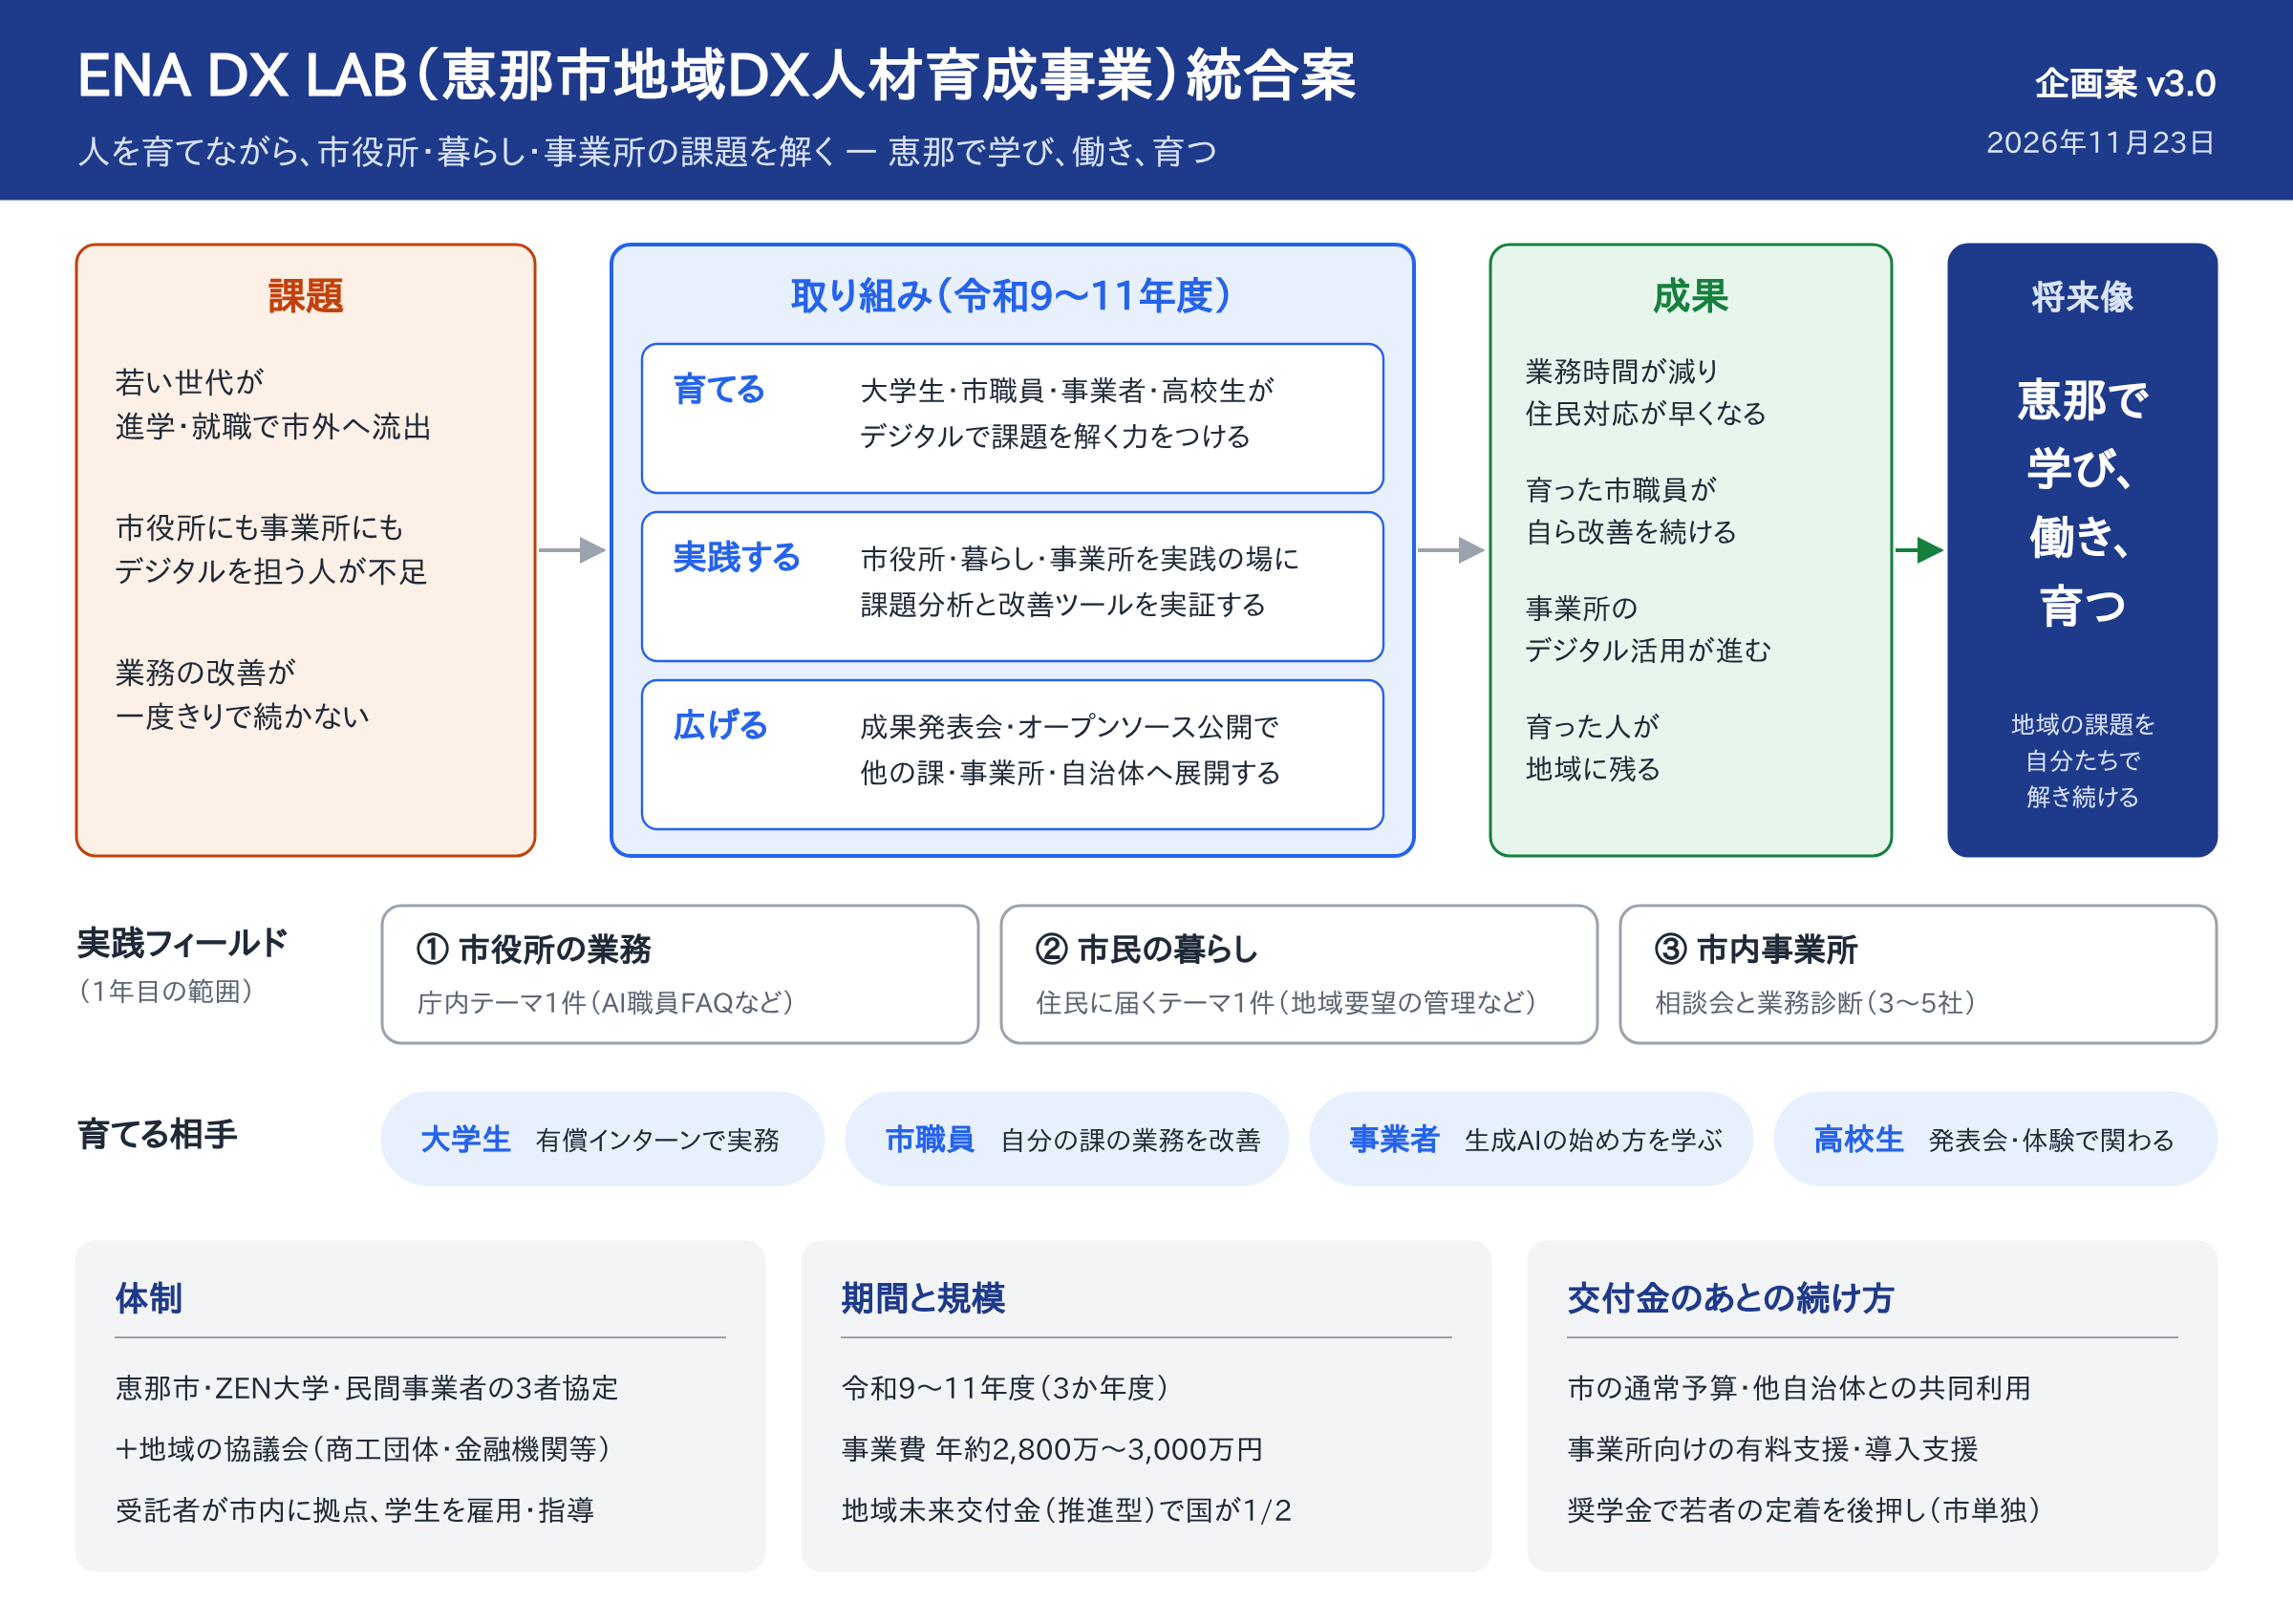 ENA DX LAB（恵那市地域DX人材育成事業）統合案
人を育てながら、市役所・暮らし・事業所の課題を解く ― 恵那で学び、働き、育つ
企画案 v3.0
2026年11月23日
課題
若い世代が
進学・就職で市外へ流出
市役所にも事業所にも
デジタルを担う人が不足
業務の改善が
一度きりで続かない
取り組み（令和9〜11年度）
育てる
大学生・市職員・事業者・高校生が
デジタルで課題を解く力をつける
実践する
市役所・暮らし・事業所を実践の場に
課題分析と改善ツールを実証する
広げる
成果発表会・オープンソース公開で
他の課・事業所・自治体へ展開する
成果
業務時間が減り
住民対応が早くなる
育った市職員が
自ら改善を続ける
事業所の
デジタル活用が進む
育った人が
地域に残る
将来像
恵那で
学び、
働き、
育つ
地域の課題を
自分たちで
解き続ける
実践フィールド
（1年目の範囲）
① 市役所の業務
庁内テーマ1件（AI職員FAQなど）
② 市民の暮らし
住民に届くテーマ1件（地域要望の管理など）
③ 市内事業所
相談会と業務診断（3〜5社）
育てる相手
大学生 有償インターンで実務
市職員 自分の課の業務を改善
事業者 生成AIの始め方を学ぶ
高校生 発表会・体験で関わる
体制
恵那市・ZEN大学・民間事業者の3者協定
＋地域の協議会（商工団体・金融機関等）
受託者が市内に拠点、学生を雇用・指導
期間と規模
令和9〜11年度（3か年度）
事業費 年約2,800万〜3,000万円
地域未来交付金（推進型）で国が1/2
交付金のあとの続け方
市の通常予算・他自治体との共同利用
事業所向けの有料支援・導入支援
奨学金で若者の定着を後押し（市単独）